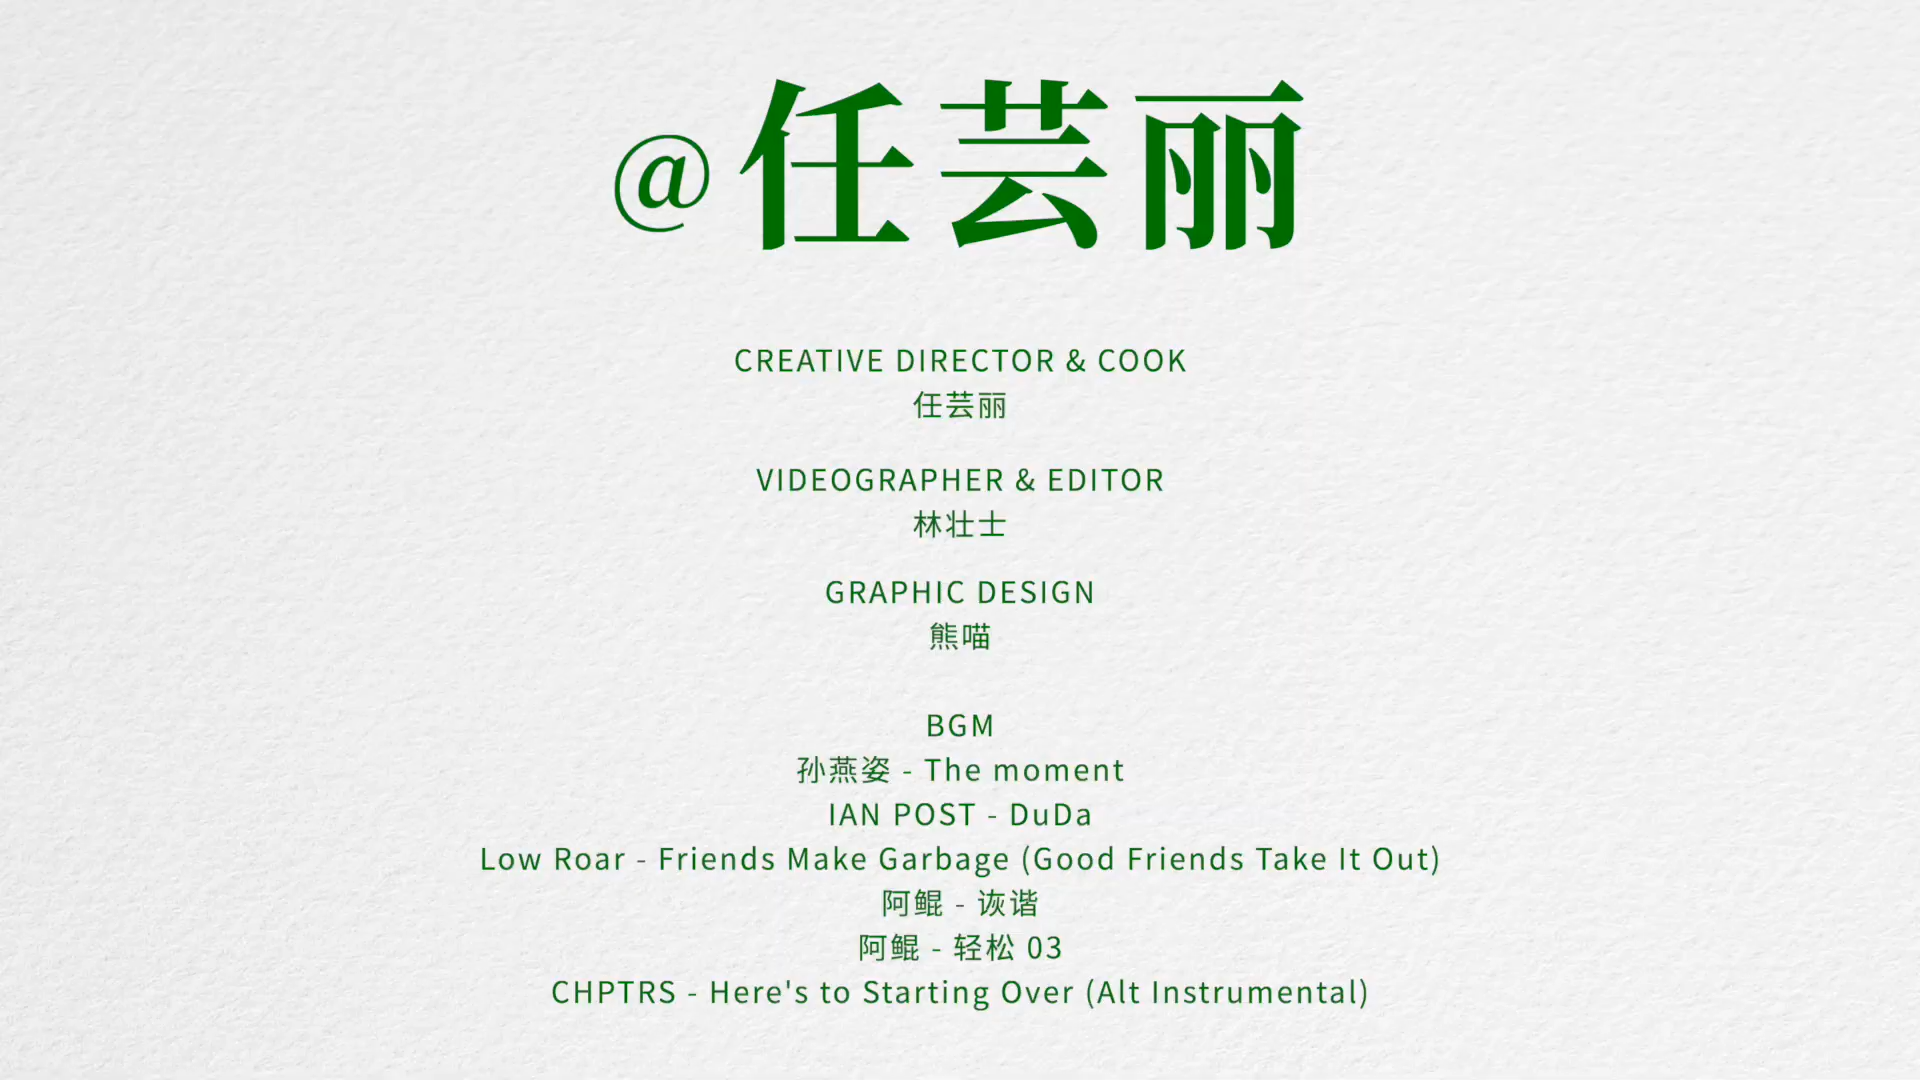 @任芸丽
CREATIVE DIRECTOR & COOK
任芸丽
VIDEOGRAPHER & EDITOR
林壮士
GRAPHIC DESIGN
熊喵
BGM
孙燕姿 - The moment
IAN POST - DuDa
Low Roar - Friends Make Garbage (Good Friends Take It Out)
阿鲲 - 诙谐
阿鲲 - 轻松 03
CHPTRS - Here's to Starting Over (Alt Instrumental)